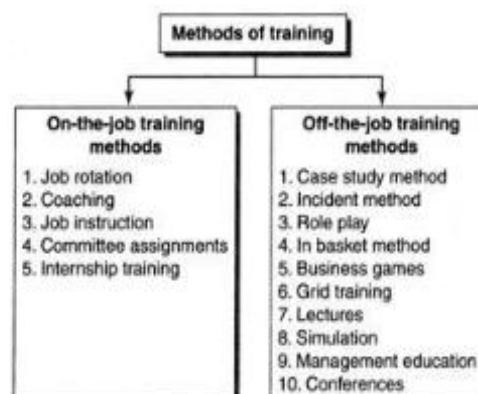 Methods of training
On-the-job training
methods
1. Job rotation
2. Coaching
3. Job instruction
4. Committee assignments
5. Internship training
Off-the-job training
methods
1. Case study method
2. Incident method
3. Role play
4. In basket method
5. Business games
6. Grid training
7. Lectures
8. Simulation
9. Management education
10. Conferences